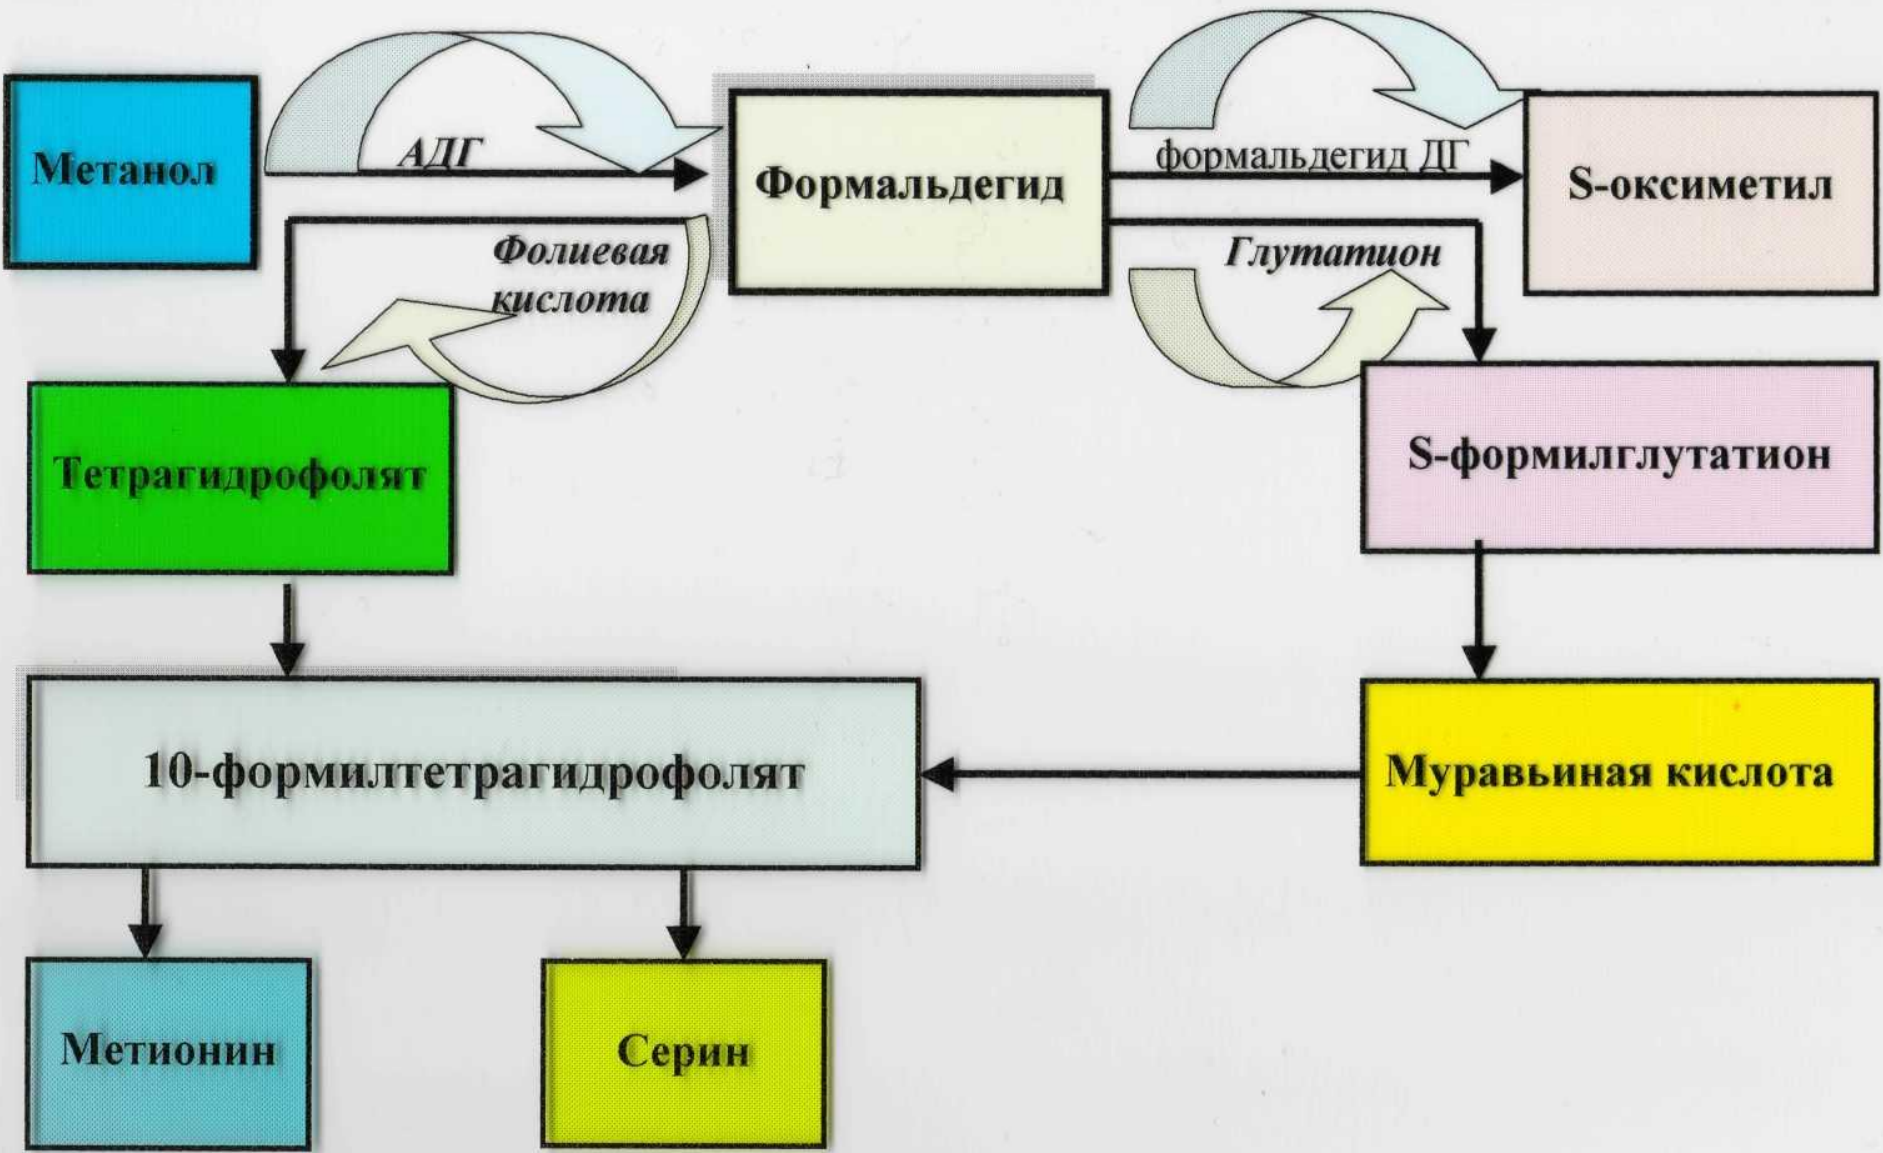 Метанол
АДГ
Формальдегид
формальдегид ДГ
S-оксиметил
Фолиевая
кислота
Глутатион
Тетрагидрофолят
S-формилглутатион
10-формилтетрагидрофолят
Муравьиная кислота
Метионин
Серин